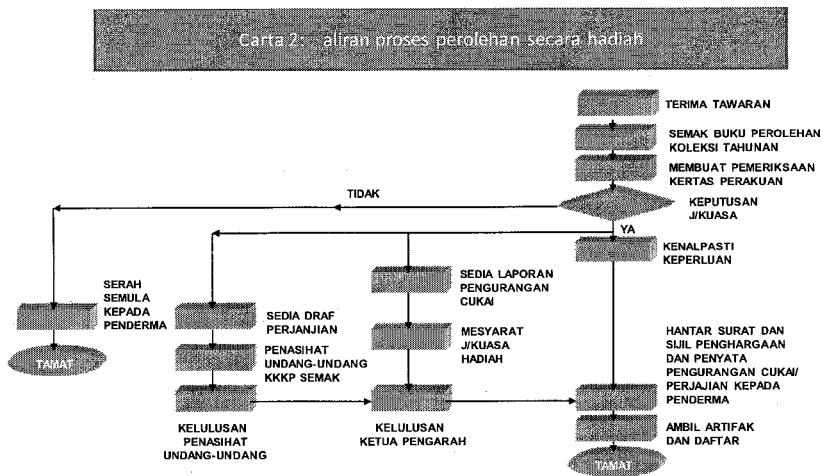 Carta 2: aliran proses perolehan secara hadiah
TERIMA TAWARAN
SEMAK BUKU PEROLEHAN
KOLEKSI TAHUNAN
MEMBUAT PEMERIKSAAN
KERTAS PERAKUAN
TIDAK
KEPUTUSAN
J/KUASA
YA
KENALPASTI
KEPERLUAN
SERAH
SEMULA
KEPADA
PENDERMA
TAMAT
SEDIA DRAF
PERJANJIAN
PENASIHAT
UNDANG-UNDANG
KKKP SEMAK
KELULUSAN
PENASIHAT
UNDANG-UNDANG
SEDIA LAPORAN
PENGURANGAN
CUKAI
MESYARAT
J/KUASA
HADIAH
KELULUSAN
KETUA PENGARAH
HANTAR SURAT DAN
SIJIL PENGHARGAAN
DAN PENYATA
PENGURANGAN CUKAI/
PERJAJIAN KEPADA
PENDERMA
AMBIL ARTIFAK
DAN DAFTAR
TAMAT